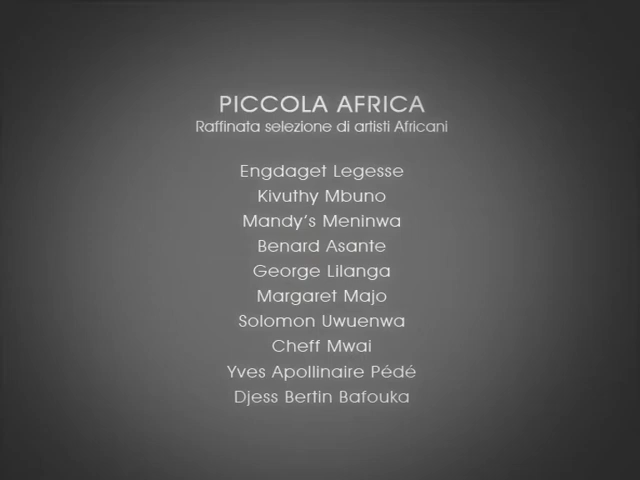 PICCOLA AFRICA
Raffinata selezione di artisti Africani
Engdaget Legesse
Kivuthy Mbuno
Mandy's Meninwa
Benard Asante
George Lilanga
Margaret Majo
Solomon Uwuenwa
Cheff Mwai
Yves Apollinaire Pédé
Djess Bertin Bafouka